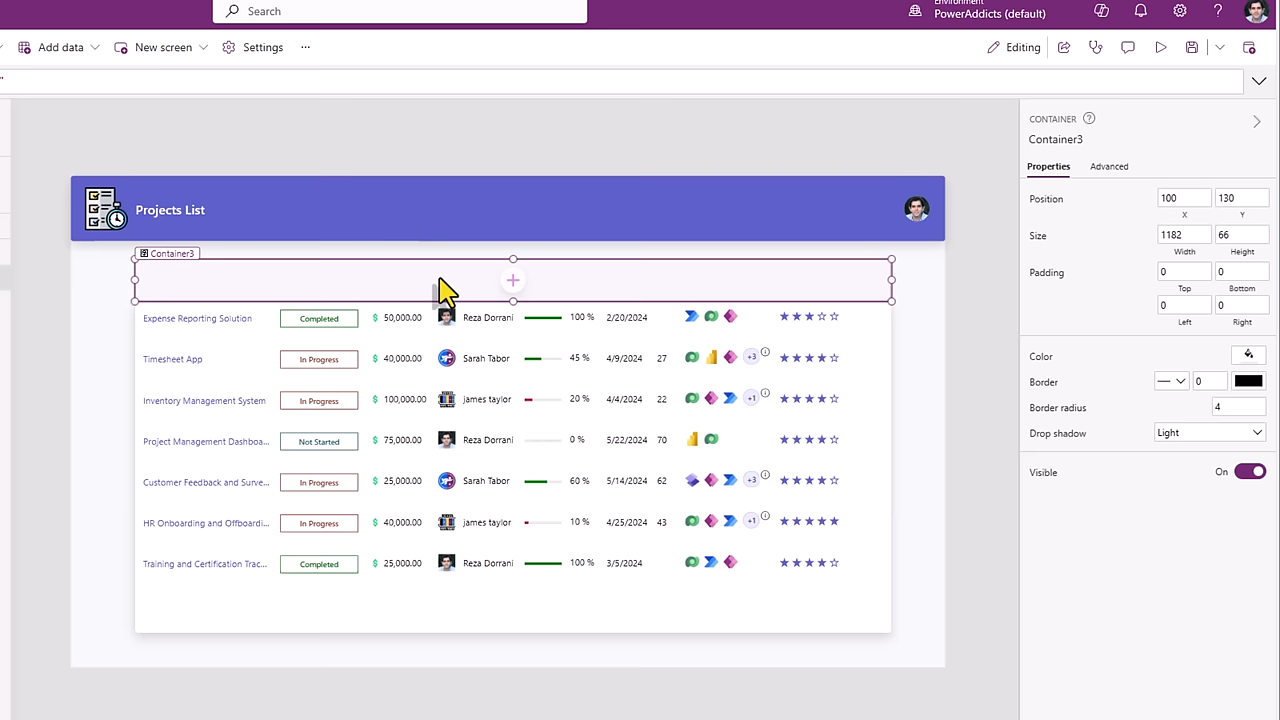 Search
Environment
PowerAddicts (default)
Add data
New screen
Settings
...
Editing
"
CONTAINER
Container3
Properties
Advanced
Position
100
130
X
Y
Size
1182
66
Width
Height
Padding
0
0
Top
Bottom
0
0
Left
Right
Color
Border
0
Border radius
4
Drop shadow
Light
Visible
On
Projects List
Container3
Expense Reporting Solution Completed $ 50,000.00 Reza Dorrani 100 % 2/20/2024
Timesheet App In Progress $ 40,000.00 Sarah Tabor 45 % 4/9/2024 27 +3
Inventory Management System In Progress $ 100,000.00 james taylor 20 % 4/4/2024 22 +1
Project Management Dashboa... Not Started $ 75,000.00 Reza Dorrani 0 % 5/22/2024 70
Customer Feedback and Surve... In Progress $ 25,000.00 Sarah Tabor 60 % 5/14/2024 62 +3
HR Onboarding and Offboardi... In Progress $ 40,000.00 james taylor 10 % 4/25/2024 43 +1
Training and Certification Trac... Completed $ 25,000.00 Reza Dorrani 100 % 3/5/2024